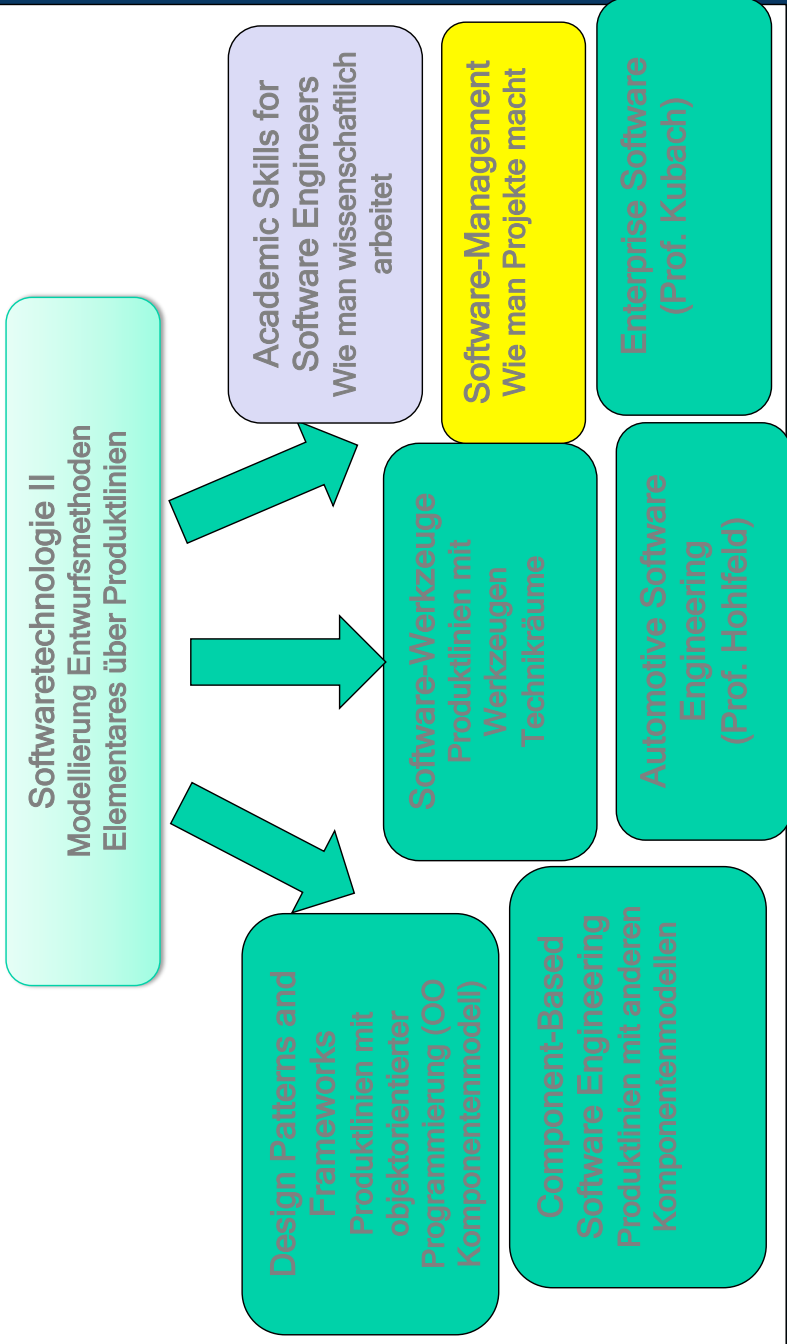 Softwaretechnologie II
Modellierung Entwurfsmethoden
Elementares über Produktlinien
Design Patterns and
Frameworks
Produktlinien mit
objektorientierter
Programmierung (OO
Komponentenmodell)
Component-Based
Software Engineering
Produktlinien mit anderen
Komponentenmodellen
Software-Werkzeuge
Produktlinien mit
Werkzeugen
Technikräume
Automotive Software
Engineering
(Prof. Hohlfeld)
Academic Skills for
Software Engineers
Wie man wissenschaftlich
arbeitet
Software-Management
Wie man Projekte macht
Enterprise Software
(Prof. Kubach)